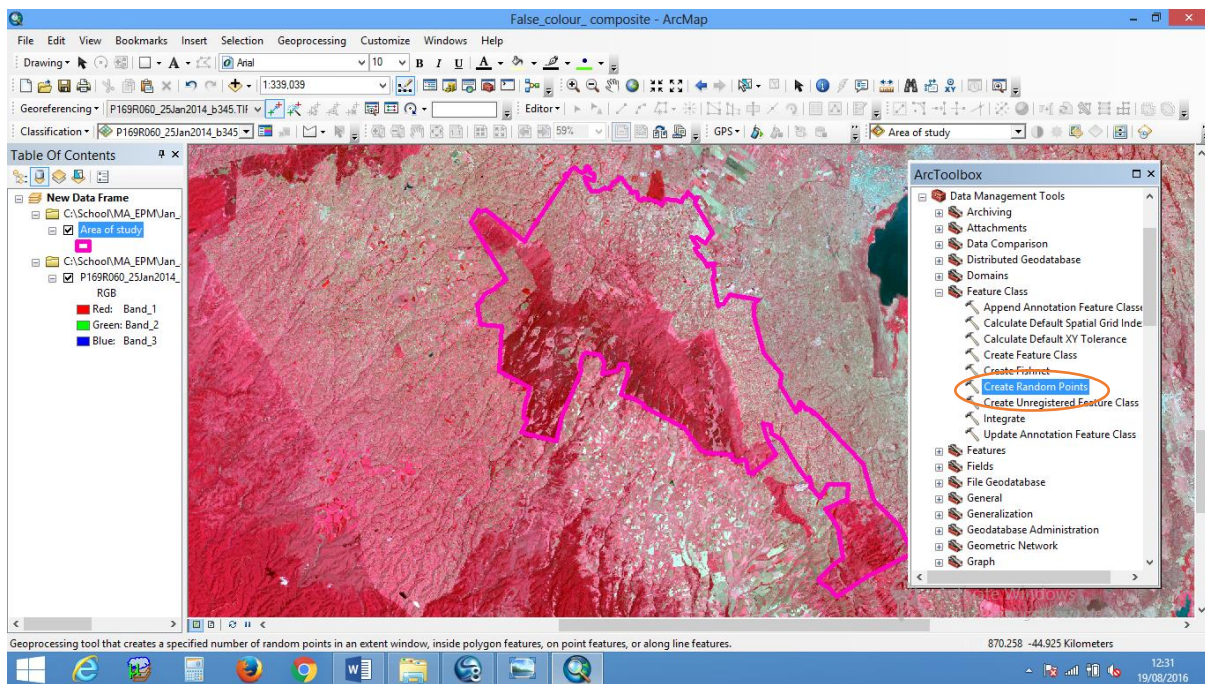 False_colour_ composite - ArcMap
File Edit View Bookmarks Insert Selection Geoprocessing Customize Windows Help
Drawing A Arial 10 B I U A
1:339,039
Georeferencing P169R060_25Jan2014_b345.TIF Editor
Classification P169R060_25Jan2014_b345 59% GPS Area of study
Table Of Contents
New Data Frame
C:\School\MA_EPM\Jan_
Area of study
C:\School\MA_EPM\Jan_
P169R060_25Jan2014_
RGB
Red: Band_1
Green: Band_2
Blue: Band_3
ArcToolbox
Data Management Tools
Archiving
Attachments
Data Comparison
Distributed Geodatabase
Domains
Feature Class
Append Annotation Feature Classe
Calculate Default Spatial Grid Inde
Calculate Default XY Tolerance
Create Feature Class
Create Fishnet
Create Random Points
Create Unregistered Feature Class
Integrate
Update Annotation Feature Class
Features
Fields
File Geodatabase
General
Generalization
Geodatabase Administration
Geometric Network
Graph
Geoprocessing tool that creates a specified number of random points in an extent window, inside polygon features, on point features, or along line features.
870.258 -44.925 Kilometers
12:31
19/08/2016